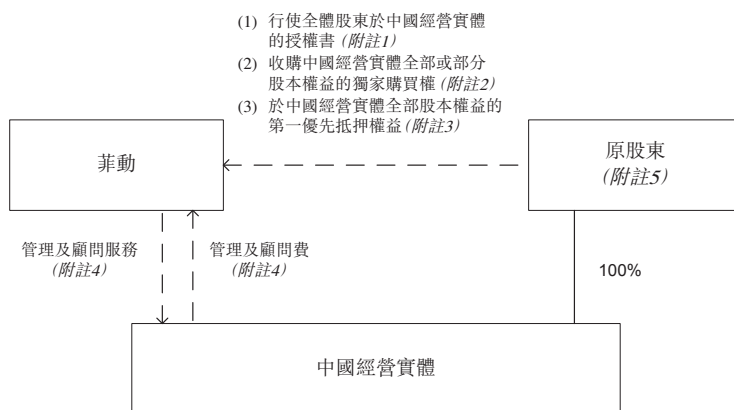 (1) 行使全體股東於中國經營實體
的授權書(附註1)
(2) 收購中國經營實體全部或部分
股本權益的獨家購買權(附註2)
(3) 於中國經營實體全部股本權益的
第一優先抵押權益(附註3)
菲動
原股東
(附註5)
管理及顧問服務
(附註4)
管理及顧問費
(附註4)
100%
中國經營實體